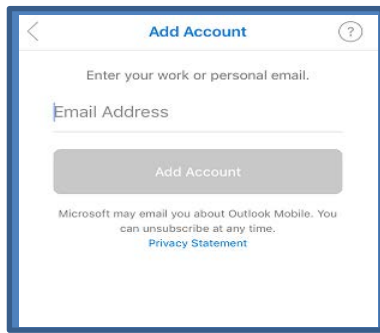 Add Account
?
Enter your work or personal email.
Email Address
Add Account
Microsoft may email you about Outlook Mobile. You
can unsubscribe at any time.
Privacy Statement